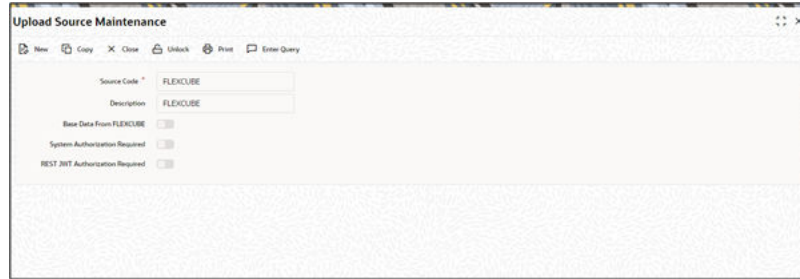 Upload Source Maintenance
New Copy Close Unlock Print Enter Query
Source Code * FLEXCUBE
Description FLEXCUBE
Base Data From FLEXCUBE
System Authorization Required
REST JWT Authorization Required